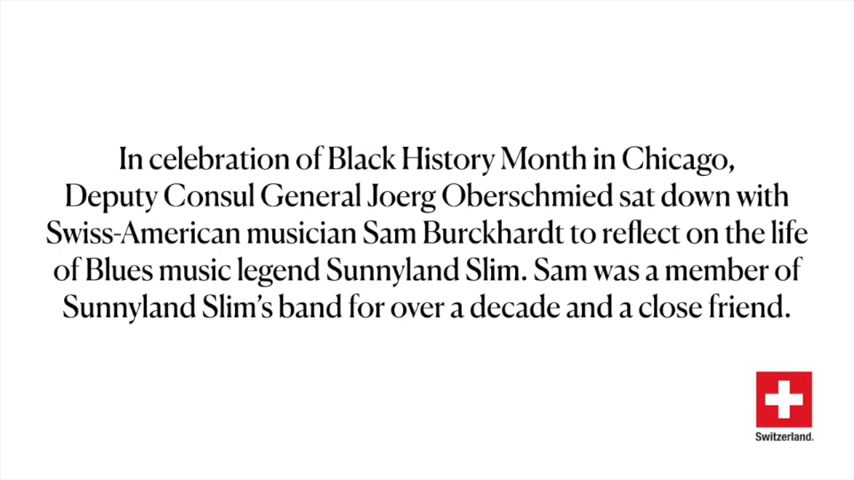 In celebration of Black History Month in Chicago,
Deputy Consul General Joerg Oberschmied sat down with
Swiss-American musician Sam Burckhardt to reflect on the life
of Blues music legend Sunnyland Slim. Sam was a member of
Sunnyland Slim’s band for over a decade and a close friend.
Switzerland.